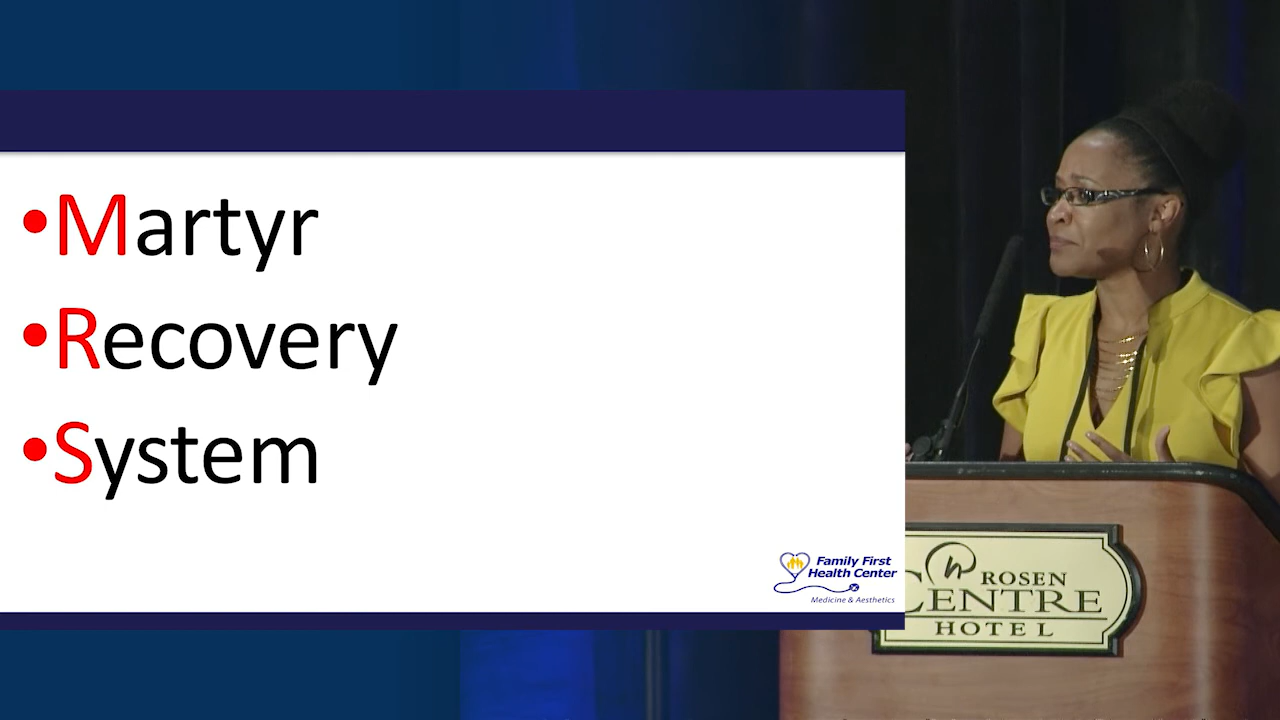 •Martyr
•Recovery
•System
Family First
Health Center
Medicine & Aesthetics
ROSEN
CENTRE
HOTEL